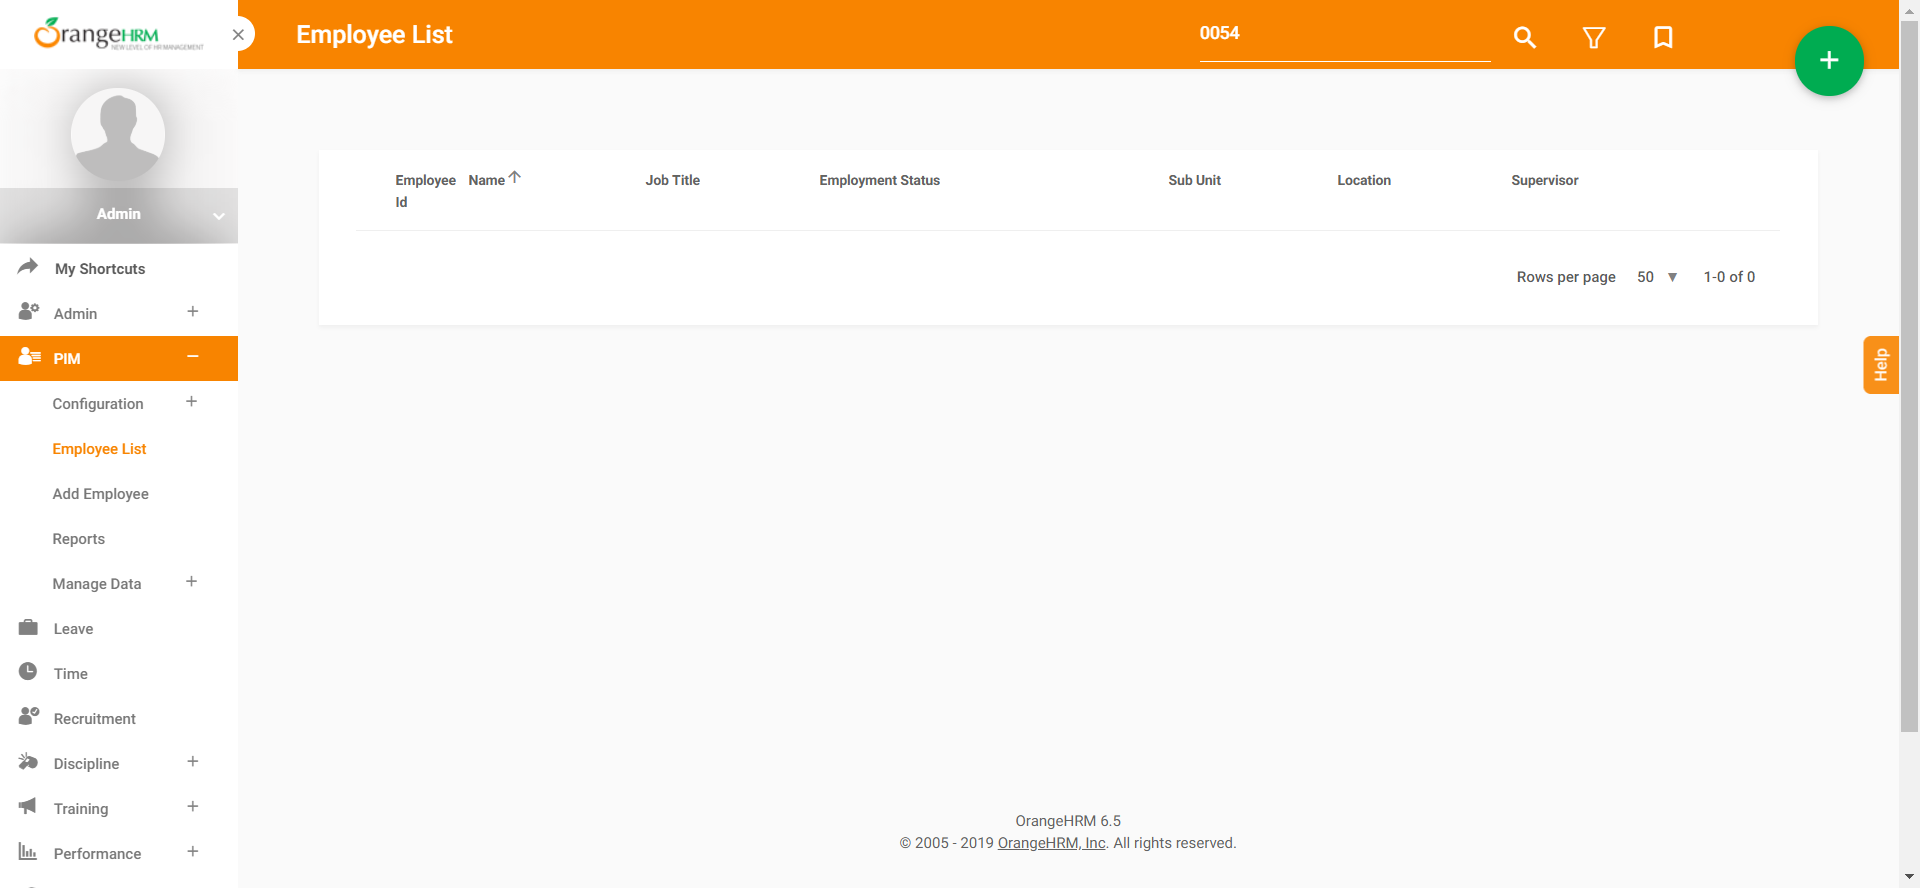 OrangeHRM
NEW LEVEL OF HR MANAGEMENT
Employee List
0054
Admin
My Shortcuts
Admin
PIM
Configuration
Employee List
Add Employee
Reports
Manage Data
Leave
Time
Recruitment
Discipline
Training
Performance
Employee Id
Name
Job Title
Employment Status
Sub Unit
Location
Supervisor
Rows per page 50 1-0 of 0
Help
OrangeHRM 6.5
© 2005 - 2019 OrangeHRM, Inc. All rights reserved.